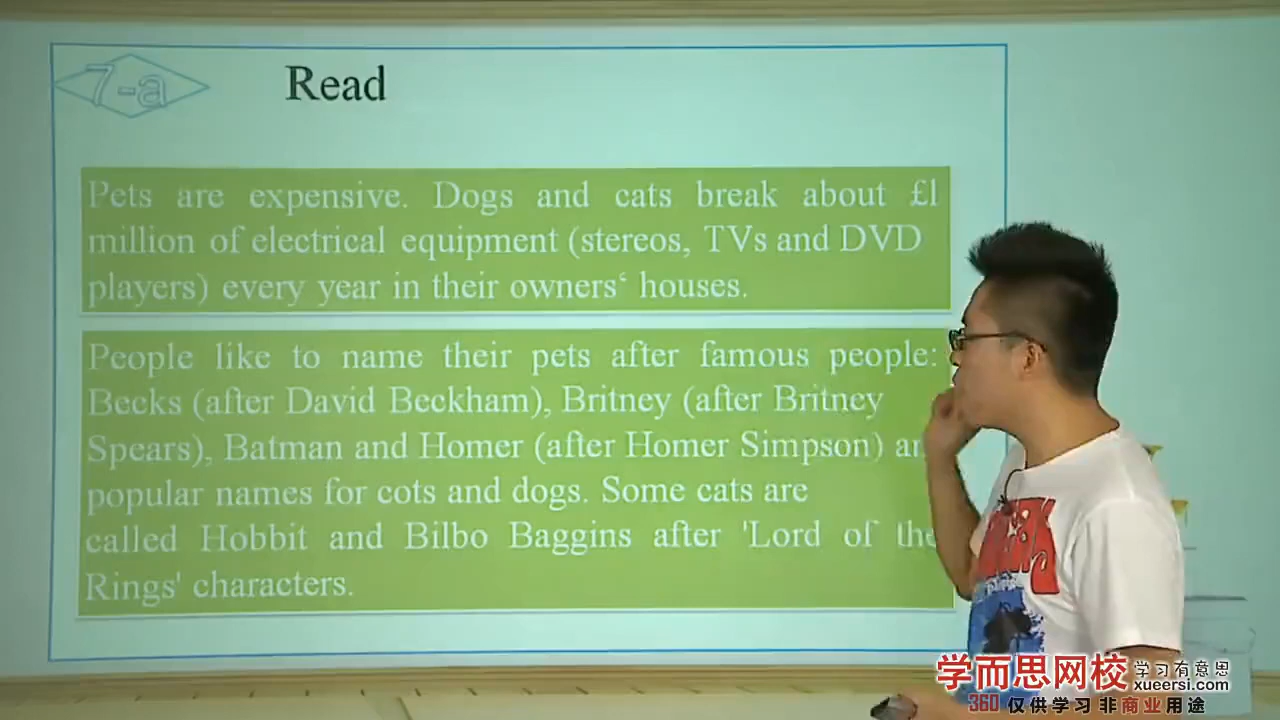 7-a
Read
Pets are expensive. Dogs and cats break about £1
million of electrical equipment (stereos, TVs and DVD
players) every year in their owners‘ houses.
People like to name their pets after famous people:
Becks (after David Beckham), Britney (after Britney
Spears), Batman and Homer (after Homer Simpson)
popular names for cots and dogs. Some cats are
called Hobbit and Bilbo Baggins after 'Lord of the
Rings' characters.
学而思网校 学习有意思
xueersi.com
360 仅供学习 非商业用途